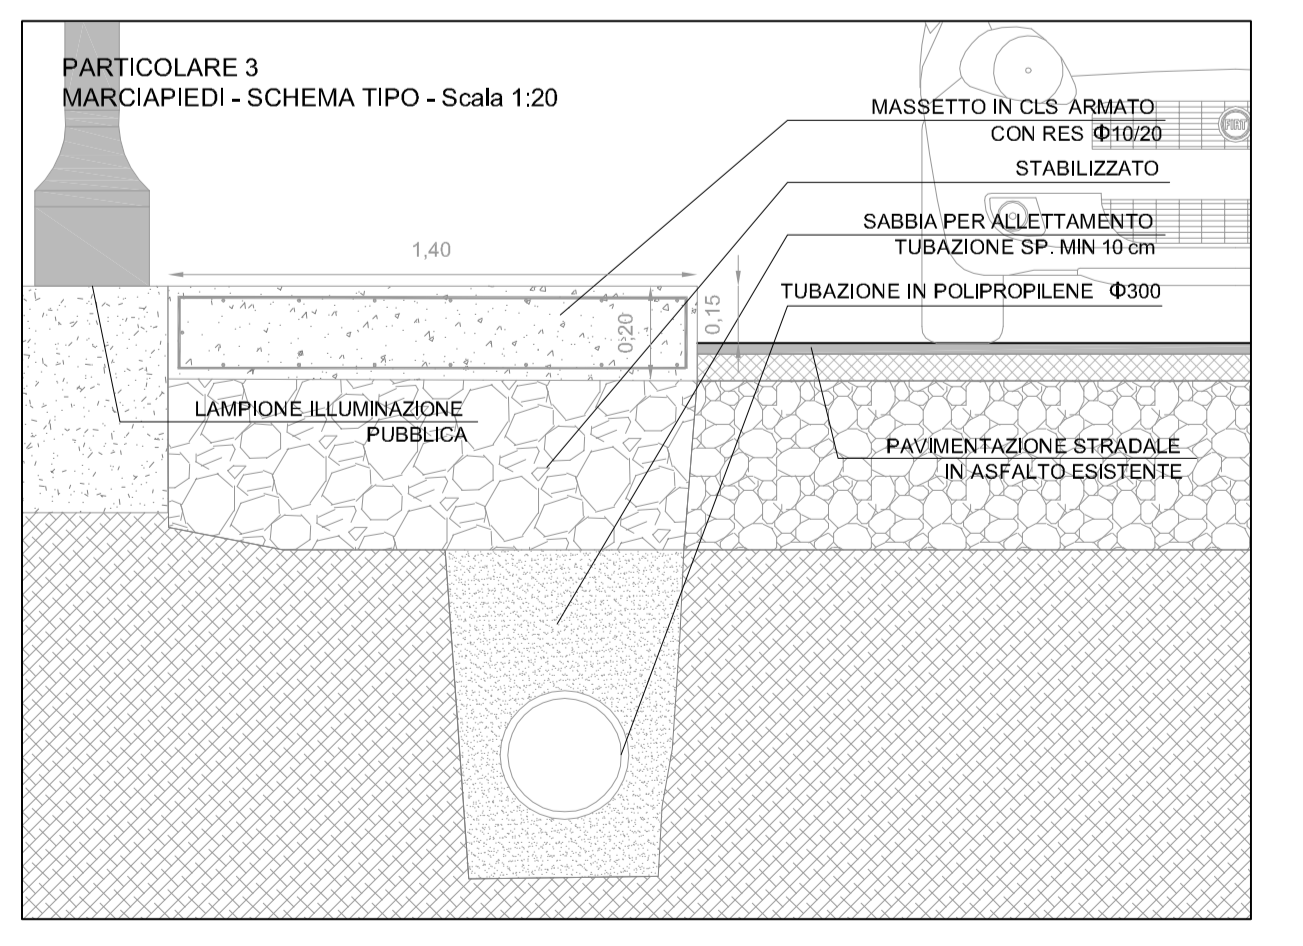 PARTICOLARE 3
MARCIAPIEDI - SCHEMA TIPO - Scala 1:20
MASSETTO IN CLS ARMATO
CON RES Φ10/20
FIAT
STABILIZZATO
SABBIA PER ALLETTAMENTO
TUBAZIONE SP. MIN 10 cm
1,40
TUBAZIONE IN POLIPROPILENE Φ300
0,15
0,20
LAMPIONE ILLUMINAZIONE
PUBBLICA
PAVIMENTAZIONE STRADALE
IN ASFALTO ESISTENTE